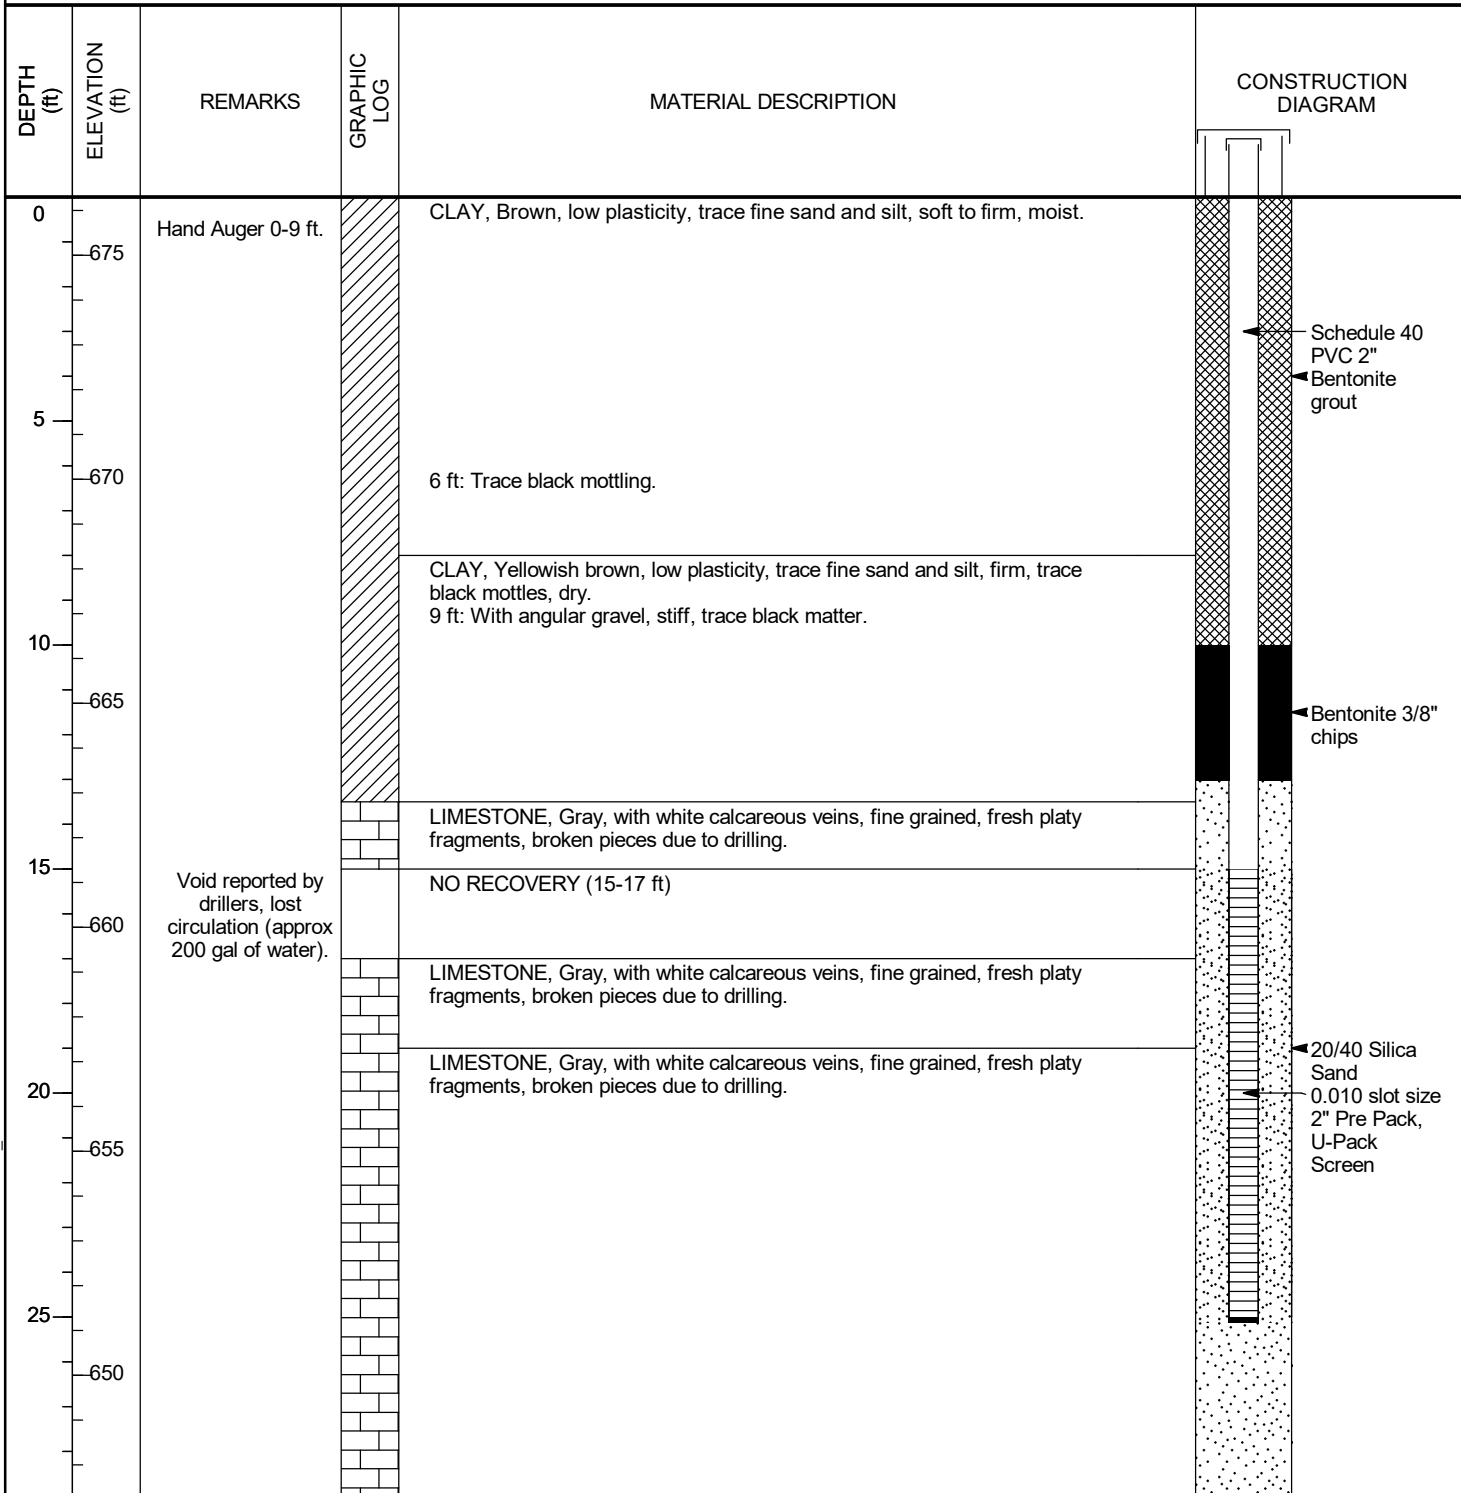 DEPTH
(ft)
ELEVATION
(ft)
REMARKS
GRAPHIC
LOG
MATERIAL DESCRIPTION
CONSTRUCTION
DIAGRAM
0
Hand Auger 0-9 ft.
CLAY, Brown, low plasticity, trace fine sand and silt, soft to firm, moist.
675
Schedule 40
PVC 2"
Bentonite
grout
5
670
6 ft: Trace black mottling.
CLAY, Yellowish brown, low plasticity, trace fine sand and silt, firm, trace
black mottles, dry.
9 ft: With angular gravel, stiff, trace black matter.
10
665
Bentonite 3/8"
chips
LIMESTONE, Gray, with white calcareous veins, fine grained, fresh platy
fragments, broken pieces due to drilling.
15
Void reported by
drillers, lost
circulation (approx
200 gal of water).
NO RECOVERY (15-17 ft)
660
LIMESTONE, Gray, with white calcareous veins, fine grained, fresh platy
fragments, broken pieces due to drilling.
LIMESTONE, Gray, with white calcareous veins, fine grained, fresh platy
fragments, broken pieces due to drilling.
20/40 Silica
Sand
0.010 slot size
2" Pre Pack,
U-Pack
Screen
20
655
25
650